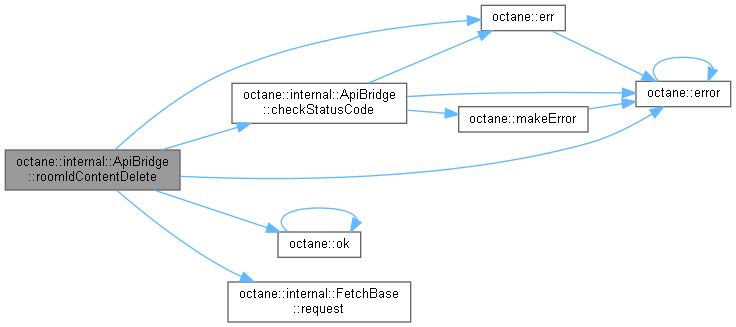 octane::internal::ApiBridge
::roomIdContentDelete
octane::err
octane::internal::ApiBridge
::checkStatusCode
octane::error
octane::makeError
octane::ok
octane::internal::FetchBase
::request